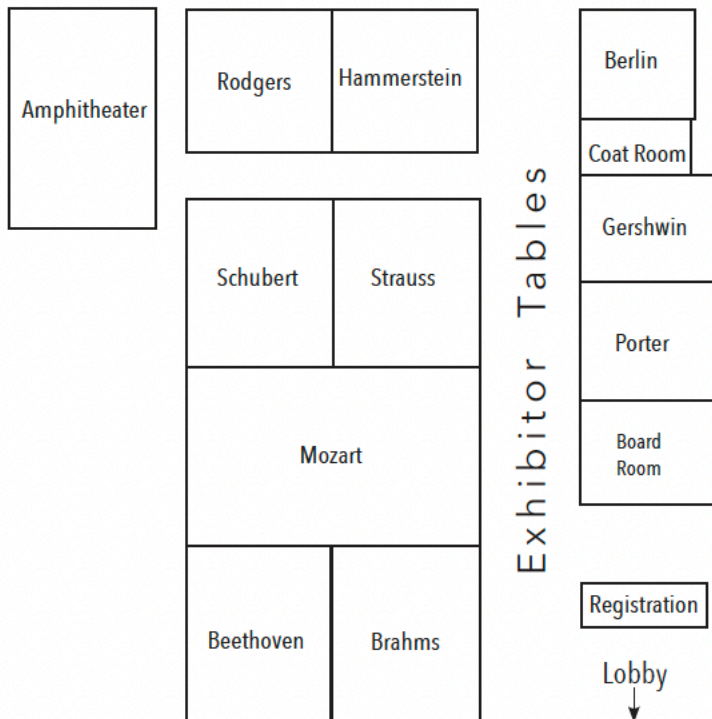 Amphitheater
Rodgers
Hammerstein
Berlin
Coat Room
Gershwin
Schubert
Strauss
Exhibitor Tables
Porter
Mozart
Board
Room
Registration
Beethoven
Brahms
Lobby